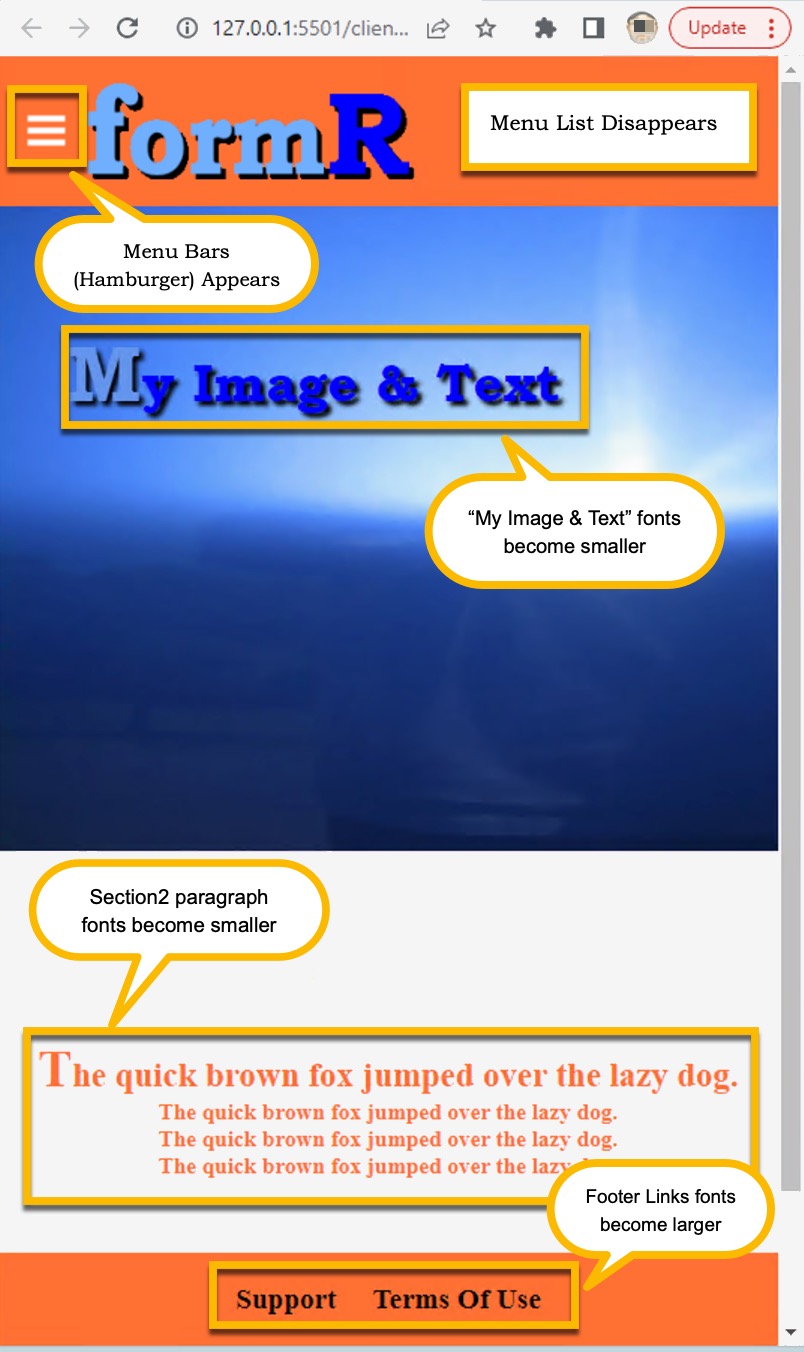 127.0.0.1:5501/clien...
Update
formR
Menu List Disappears
Menu Bars
(Hamburger) Appears
My Image & Text
“My Image & Text” fonts
become smaller
Section2 paragraph
fonts become smaller
The quick brown fox jumped over the lazy dog.
The quick brown fox jumped over the lazy dog.
The quick brown fox jumped over the lazy dog.
The quick brown fox jumped over the lazy
Footer Links fonts
become larger
Support Terms Of Use